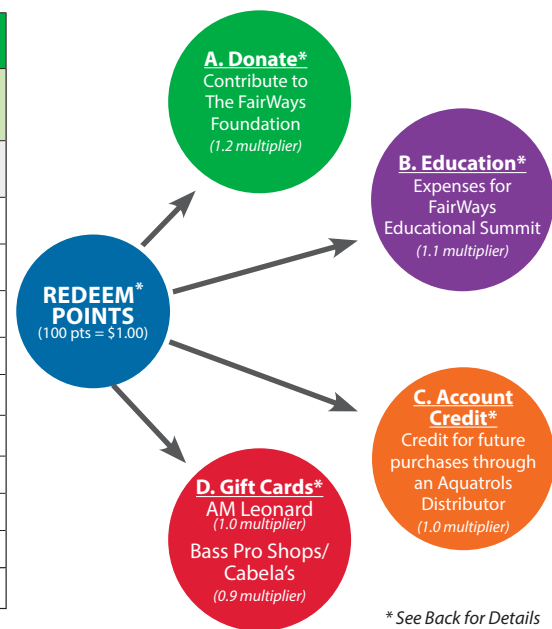 A. Donate*
Contribute to
The FairWays
Foundation
(1.2 multiplier)
B. Education*
Expenses for
FairWays
Educational Summit
(1.1 multiplier)
REDEEM*
POINTS
(100 pts = $1.00)
C. Account
Credit*
Credit for future
purchases through
an Aquatrols
Distributor
(1.0 multiplier)
D. Gift Cards*
AM Leonard
(1.0 multiplier)
Bass Pro Shops/
Cabela's
(0.9 multiplier)
* See Back for Details